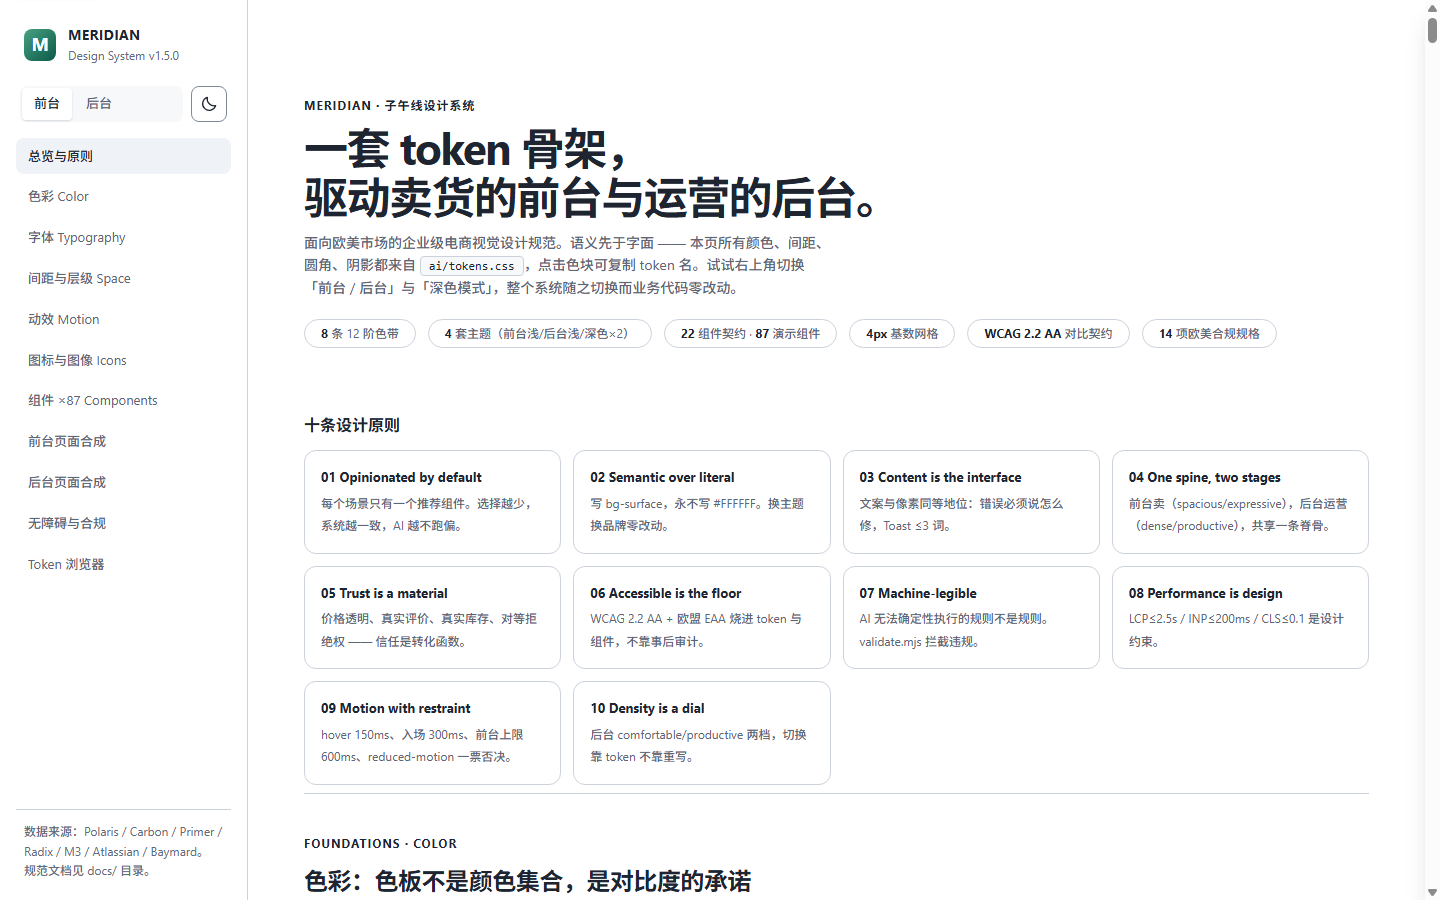 M
MERIDIAN
Design System v1.5.0
前台
后台
总览与原则
色彩 Color
字体 Typography
间距与层级 Space
动效 Motion
图标与图像 Icons
组件 ×87 Components
前台页面合成
后台页面合成
无障碍与合规
Token 浏览器
数据来源：Polaris / Carbon / Primer /
Radix / M3 / Atlassian / Baymard。
规范文档见 docs/ 目录。
MERIDIAN · 子午线设计系统
一套 token 骨架，
驱动卖货的前台与运营的后台。
面向欧美市场的企业级电商视觉设计规范。语义先于字面 —— 本页所有颜色、间距、
圆角、阴影都来自 ai/tokens.css，点击色块可复制 token 名。试试右上角切换
「前台 / 后台」与「深色模式」，整个系统随之切换而业务代码零改动。
8 条 12 阶色带
4 套主题（前台浅/后台浅/深色×2）
22 组件契约 · 87 演示组件
4px 基数网格
WCAG 2.2 AA 对比契约
14 项欧美合规规格
十条设计原则
01 Opinionated by default
每个场景只有一个推荐组件。选择越少，
系统越一致，AI 越不跑偏。
02 Semantic over literal
写 bg-surface，永不写 #FFFFFF。换主题
换品牌零改动。
03 Content is the interface
文案与像素同等地位：错误必须说怎么
修，Toast ≤3 词。
04 One spine, two stages
前台卖（spacious/expressive），后台运营
（dense/productive），共享一条脊骨。
05 Trust is a material
价格透明、真实评价、真实库存、对等拒
绝权 —— 信任是转化函数。
06 Accessible is the floor
WCAG 2.2 AA + 欧盟 EAA 烧进 token 与
组件，不靠事后审计。
07 Machine-legible
AI 无法确定性执行的规则不是规则。
validate.mjs 拦截违规。
08 Performance is design
LCP≤2.5s / INP≤200ms / CLS≤0.1 是设计
约束。
09 Motion with restraint
hover 150ms、入场 300ms、前台上限
600ms、reduced-motion 一票否决。
10 Density is a dial
后台 comfortable/productive 两档，切换
靠 token 不靠重写。
FOUNDATIONS · COLOR
色彩：色板不是颜色集合，是对比度的承诺